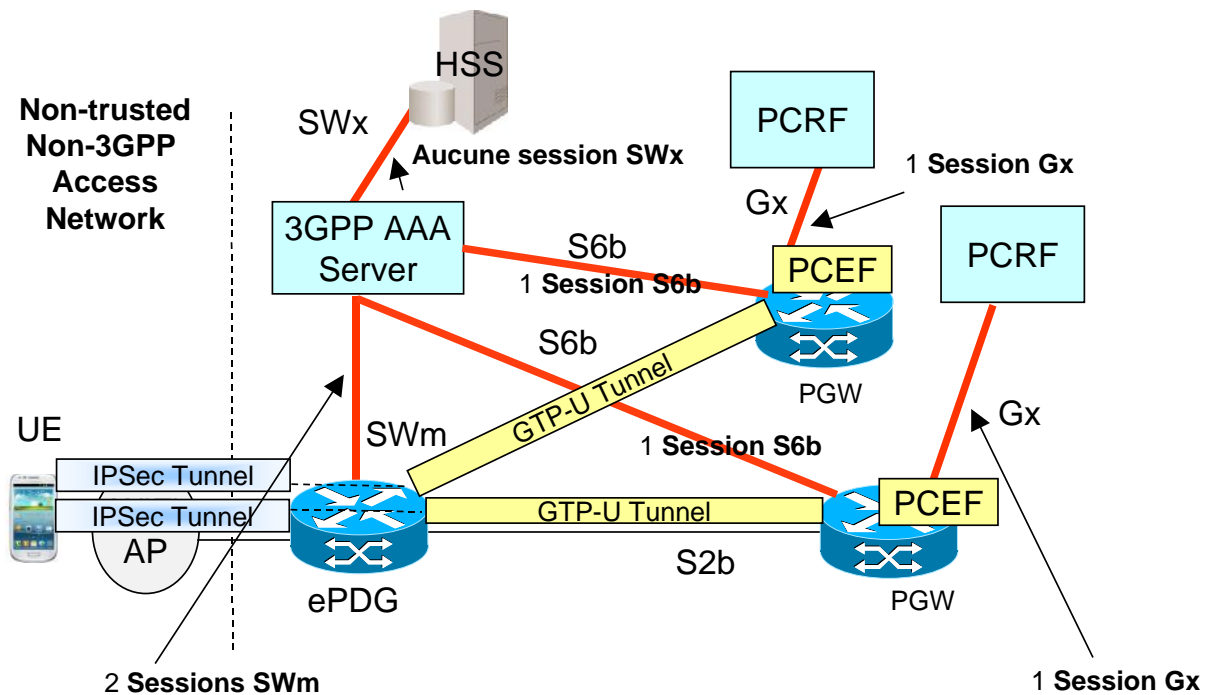 HSS
Non-trusted
Non-3GPP
Access
Network
SWx
Aucune session SWx
PCRF
1 Session Gx
Gx
3GPP AAA
Server
S6b
1 Session S6b
PCEF
PCRF
S6b
GTP-U Tunnel
PGW
Gx
UE
SWm
1 Session S6b
IPSec Tunnel
IPSec Tunnel
GTP-U Tunnel
PCEF
AP
S2b
ePDG
PGW
2 Sessions SWm
1 Session Gx